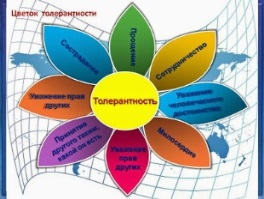 Цветок толерантности
Прощение
Сострадание
Сотрудничество
Уважение прав
других
Толерантность
Уважение
человеческого
достоинства
Принятие
другого таким,
какой он есть
Милосердие
Уважение
прав
других